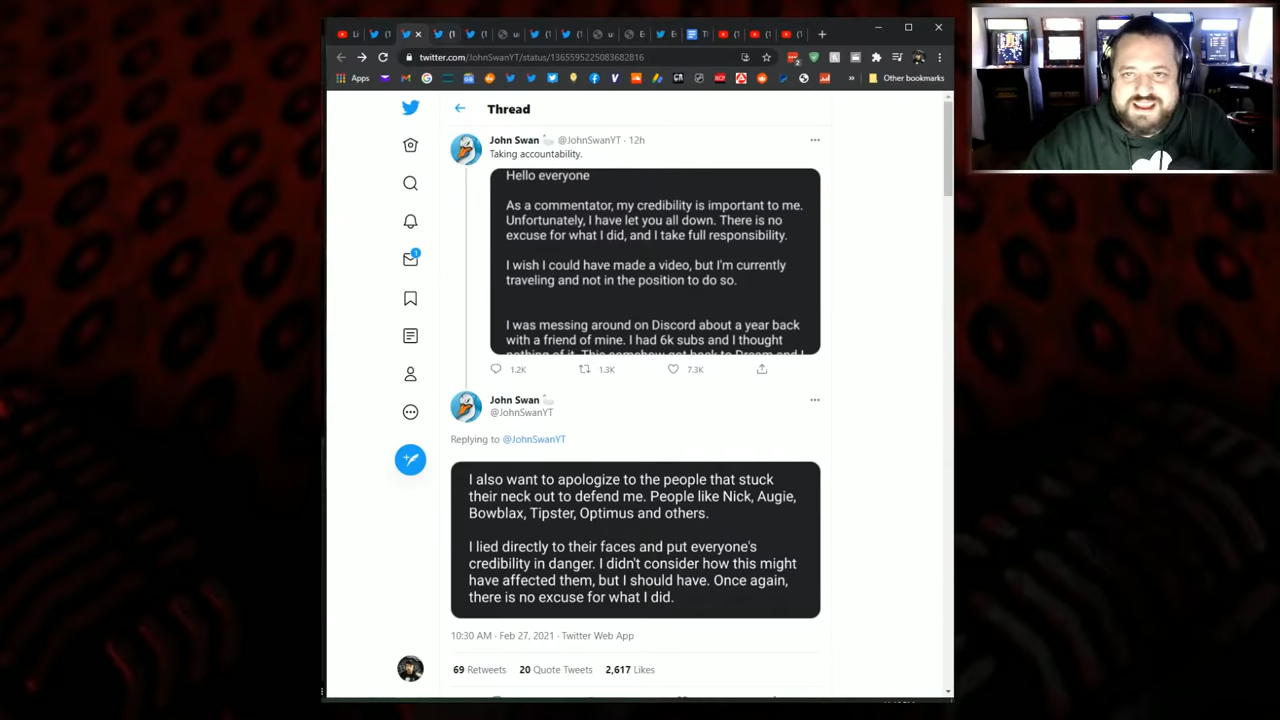 twitter.com/JohnSwanYT/status/1365595225083682816
Apps
Other bookmarks
Thread
John Swan @JohnSwanYT · 12h
Taking accountability.
Hello everyone
As a commentator, my credibility is important to me.
Unfortunately, I have let you all down. There is no
excuse for what I did, and I take full responsibility.
I wish I could have made a video, but I'm currently
traveling and not in the position to do so.
I was messing around on Discord about a year back
with a friend of mine. I had 6k subs and I thought
nothing of it. This somehow got back to Dream and I
1.2K 1.3K 7.3K
John Swan
@JohnSwanYT
Replying to @JohnSwanYT
I also want to apologize to the people that stuck
their neck out to defend me. People like Nick, Augie,
Bowblax, Tipster, Optimus and others.
I lied directly to their faces and put everyone's
credibility in danger. I didn't consider how this might
have affected them, but I should have. Once again,
there is no excuse for what I did.
10:30 AM · Feb 27, 2021 · Twitter Web App
69 Retweets 20 Quote Tweets 2,617 Likes